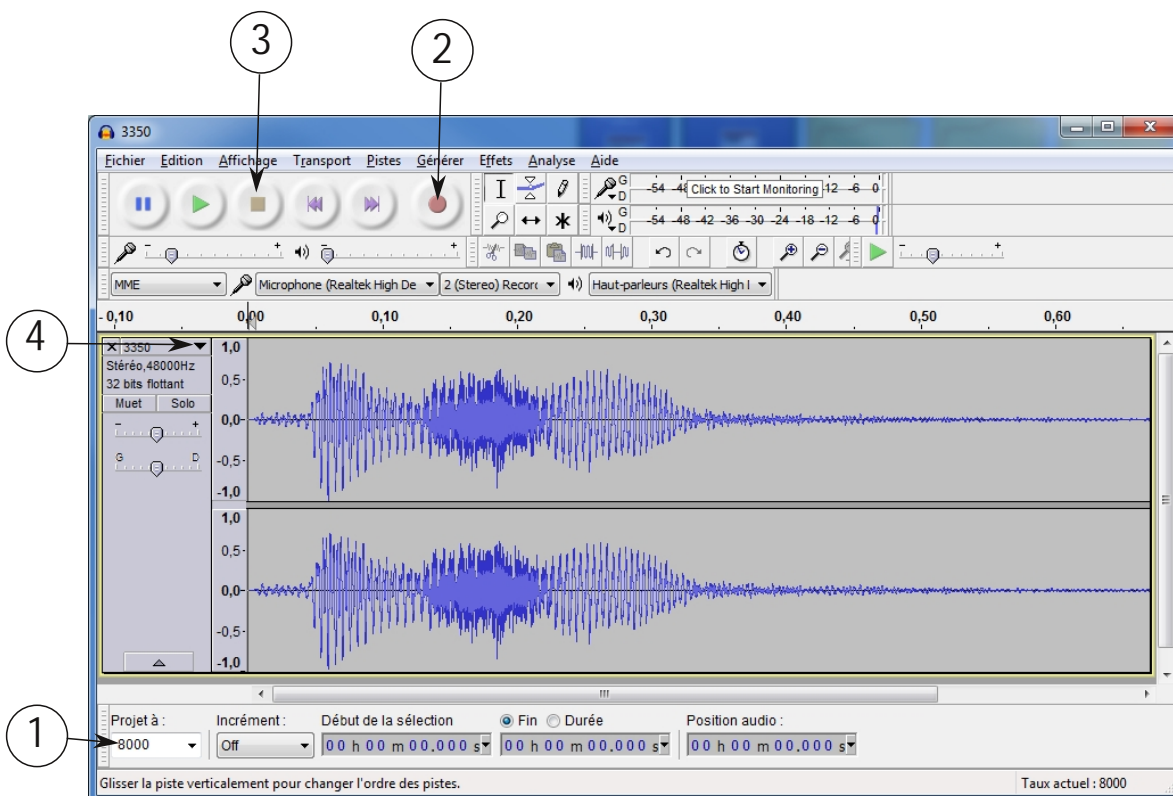 3
2
3350
Fichier Edition Affichage Transport Pistes Générer Effets Analyse Aide
G
D
-54 -48 Click to Start Monitoring -12 -6 0
G
D
-54 -48 -42 -36 -30 -24 -18 -12 -6 0
- +
- +
- +
MME
Microphone (Realtek High De
2 (Stereo) Recorc
Haut-parleurs (Realtek High I
- 0,10 0,00 0,10 0,20 0,30 0,40 0,50 0,60
4
3350
Stéréo,48000Hz
32 bits flottant
Muet Solo
- +
G D
1,0
0,5-
0,0-
-0,5-
-1,0
1,0
0,5-
0,0-
-0,5-
-1,0
1
Projet à : Incrément : Début de la sélection Fin Durée Position audio :
8000 Off 00 h 00 m 00.000 s 00 h 00 m 00.000 s 00 h 00 m 00.000 s
Glisser la piste verticalement pour changer l'ordre des pistes. Taux actuel : 8000